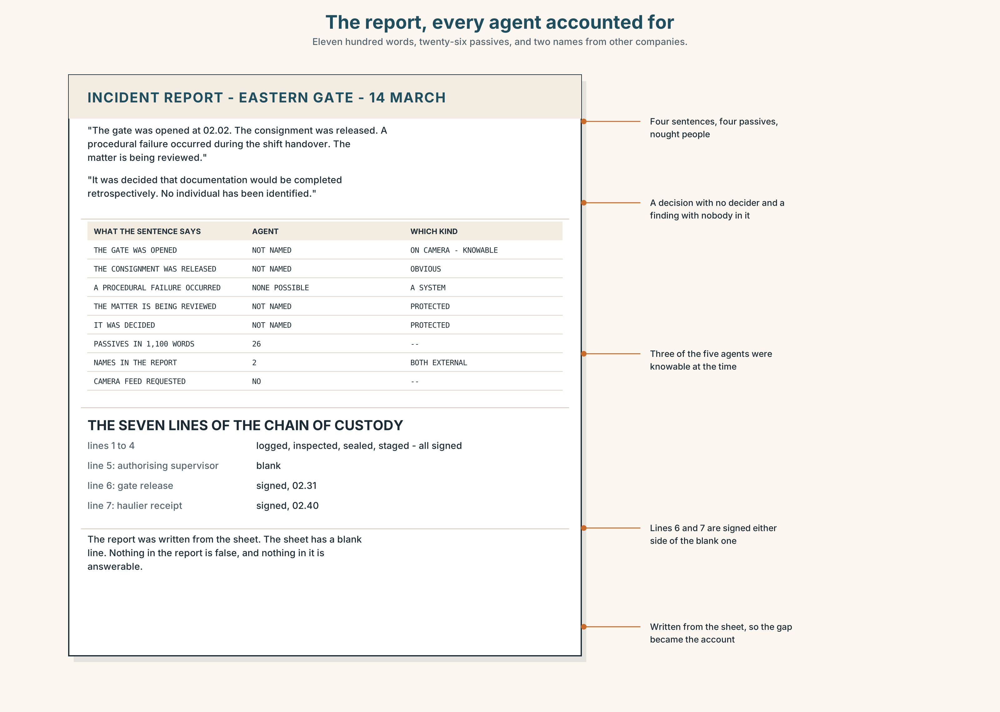 The report, every agent accounted for
Eleven hundred words, twenty-six passives, and two names from other companies.
INCIDENT REPORT - EASTERN GATE - 14 MARCH
"The gate was opened at 02.02. The consignment was released. A
procedural failure occurred during the shift handover. The
matter is being reviewed."
"It was decided that documentation would be completed
retrospectively. No individual has been identified."
WHAT THE SENTENCE SAYS AGENT WHICH KIND
THE GATE WAS OPENED NOT NAMED ON CAMERA - KNOWABLE
THE CONSIGNMENT WAS RELEASED NOT NAMED OBVIOUS
A PROCEDURAL FAILURE OCCURRED NONE POSSIBLE A SYSTEM
THE MATTER IS BEING REVIEWED NOT NAMED PROTECTED
IT WAS DECIDED NOT NAMED PROTECTED
PASSIVES IN 1,100 WORDS 26 --
NAMES IN THE REPORT 2 BOTH EXTERNAL
CAMERA FEED REQUESTED NO --
THE SEVEN LINES OF THE CHAIN OF CUSTODY
lines 1 to 4 logged, inspected, sealed, staged - all signed
line 5: authorising supervisor blank
line 6: gate release signed, 02.31
line 7: haulier receipt signed, 02.40
The report was written from the sheet. The sheet has a blank
line. Nothing in the report is false, and nothing in it is
answerable.
Four sentences, four passives,
nought people
A decision with no decider and a
finding with nobody in it
Three of the five agents were
knowable at the time
Lines 6 and 7 are signed either
side of the blank one
Written from the sheet, so the gap
became the account